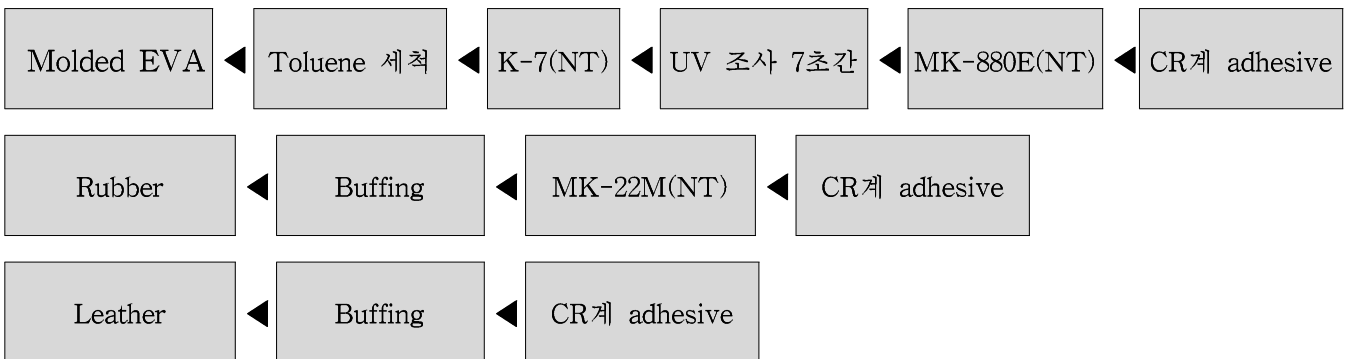 Molded EVA ◀ Toluene 세척 ◀ K-7(NT) ◀ UV 조사 7초간 ◀ MK-880E(NT) ◀ CR계 adhesive
Rubber ◀ Buffing ◀ MK-22M(NT) ◀ CR계 adhesive
Leather ◀ Buffing ◀ CR계 adhesive